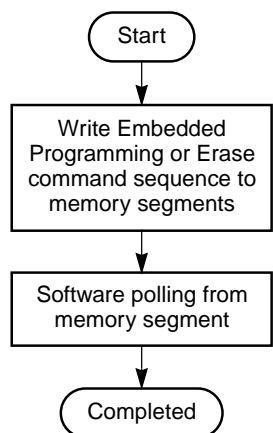 Start
Write Embedded
Programming or Erase
command sequence to
memory segments
Software polling from
memory segment
Completed